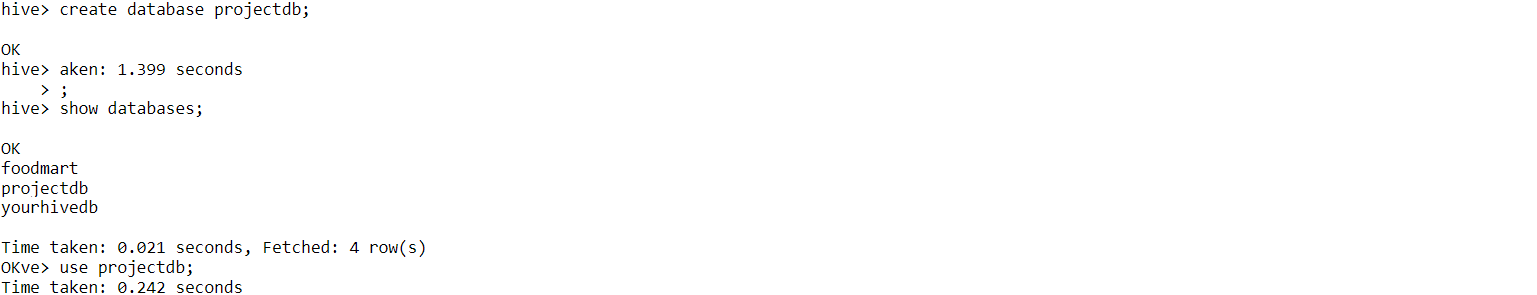 hive> create database projectdb;
OK
hive> aken: 1.399 seconds
    > ;
hive> show databases;
OK
foodmart
projectdb
yourhivedb
Time taken: 0.021 seconds, Fetched: 4 row(s)
OKve> use projectdb;
Time taken: 0.242 seconds